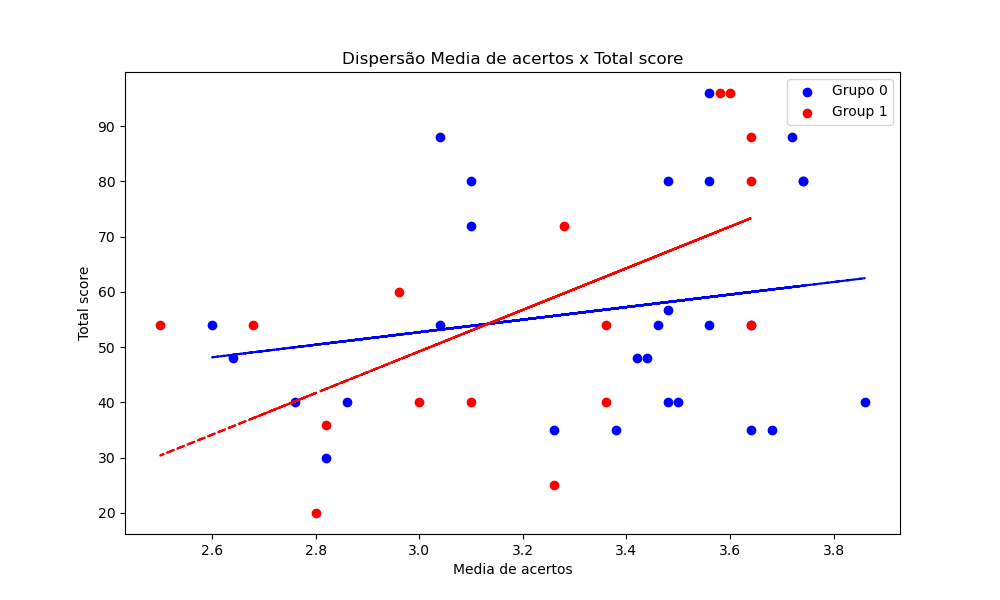 Dispersão Media de acertos x Total score
Grupo 0
Group 1
Total score
90
80
70
60
50
40
30
20
2.6 2.8 3.0 3.2 3.4 3.6 3.8
Media de acertos